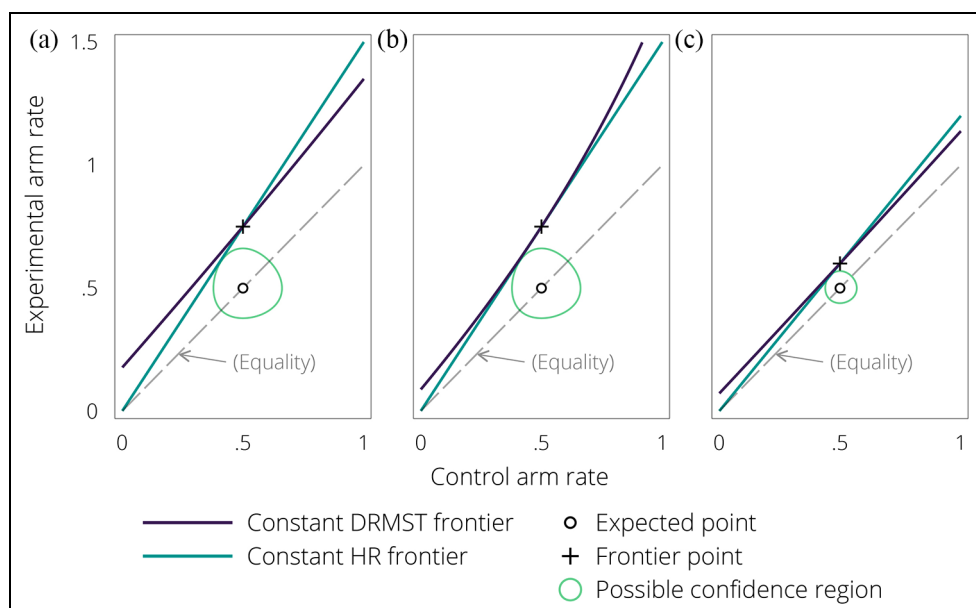 (a) (b) (c)
1.5
1
.5
0
Experimental arm rate
(Equality) (Equality) (Equality)
0 .5 1 0 .5 1 0 .5 1
Control arm rate
Constant DRMST frontier
Constant HR frontier
Expected point
Frontier point
Possible confidence region